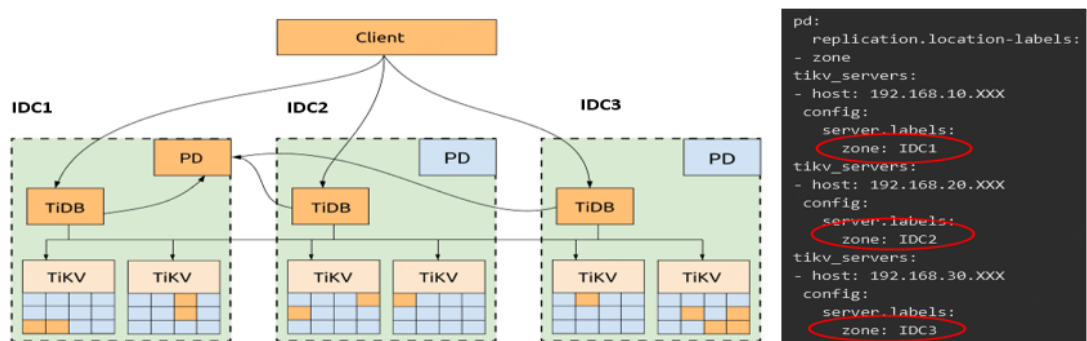 Client
IDC1
IDC2
IDC3
PD
PD
PD
TiDB
TiDB
TiDB
TiKV
TiKV
TiKV
TiKV
TiKV
TiKV
pd:
replication.location-labels:
- zone
tikv_servers:
- host: 192.168.10.XXX
config:
server.labels:
zone: IDC1
tikv_servers:
- host: 192.168.20.XXX
config:
server.labels:
zone: IDC2
tikv_servers:
- host: 192.168.30.XXX
config:
server.labels:
zone: IDC3